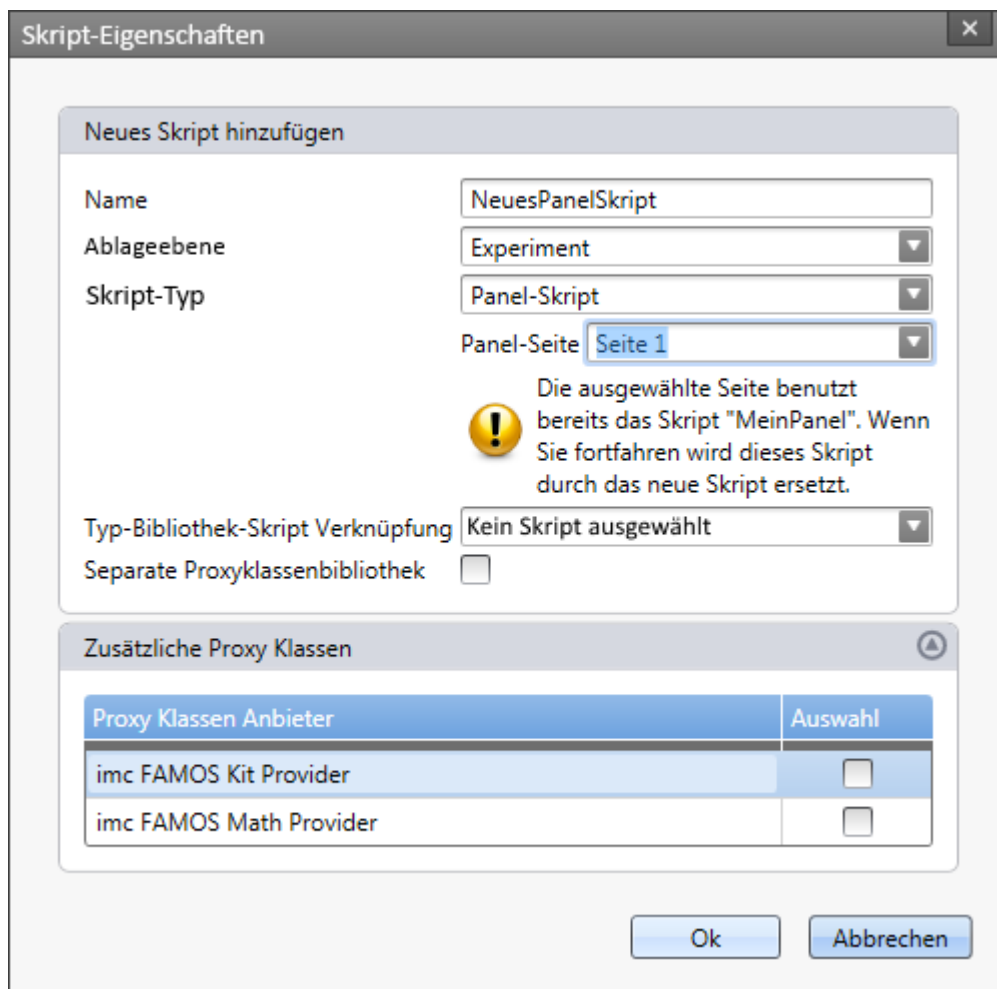 Skript-Eigenschaften
Neues Skript hinzufügen
Name NeuesPanelSkript
Ablageebene Experiment
Skript-Typ Panel-Skript
Panel-Seite Seite 1
Die ausgewählte Seite benutzt
bereits das Skript "MeinPanel". Wenn
Sie fortfahren wird dieses Skript
durch das neue Skript ersetzt.
Typ-Bibliothek-Skript Verknüpfung Kein Skript ausgewählt
Separate Proxyklassenbibliothek
Zusätzliche Proxy Klassen
Proxy Klassen Anbieter Auswahl
imc FAMOS Kit Provider
imc FAMOS Math Provider
Ok Abbrechen